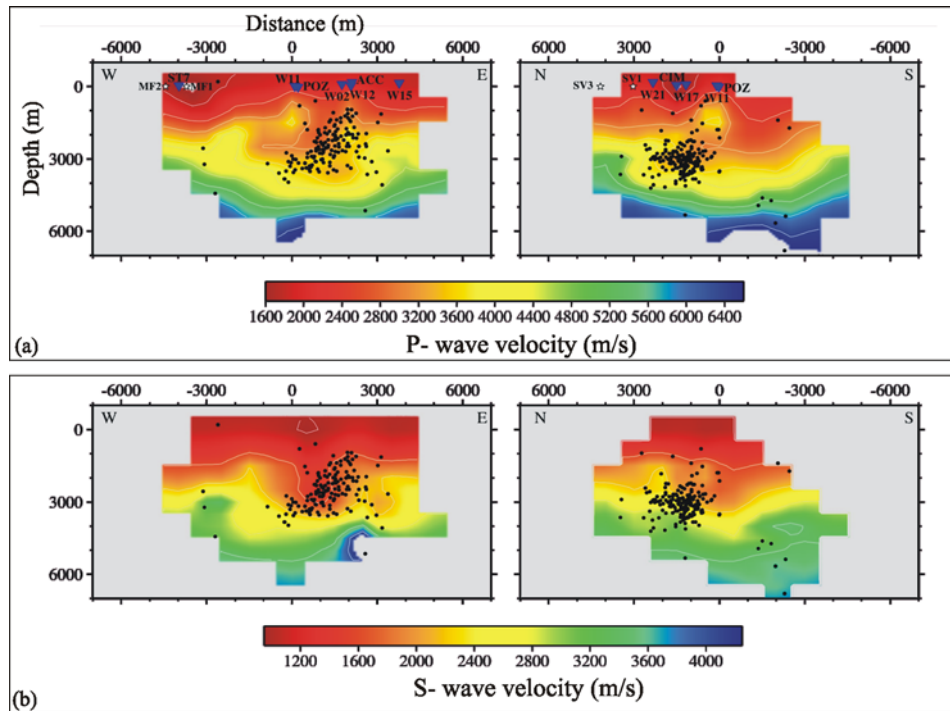 Distance (m)
-6000 -3000 0 3000 6000
6000 3000 0 -3000 -6000
W E
N S
ST7 W11 ACC
MF2 MF1 POZ W02 W12 W15
SV1 CIM
SV3 W21 W17 W11 POZ
Depth (m)
0
3000
6000
1600 2000 2400 2800 3200 3600 4000 4400 4800 5200 5600 6000 6400
(a)
P- wave velocity (m/s)
-6000 -3000 0 3000 6000
6000 3000 0 -3000 -6000
W E
N S
0
3000
6000
1200 1600 2000 2400 2800 3200 3600 4000
(b)
S- wave velocity (m/s)